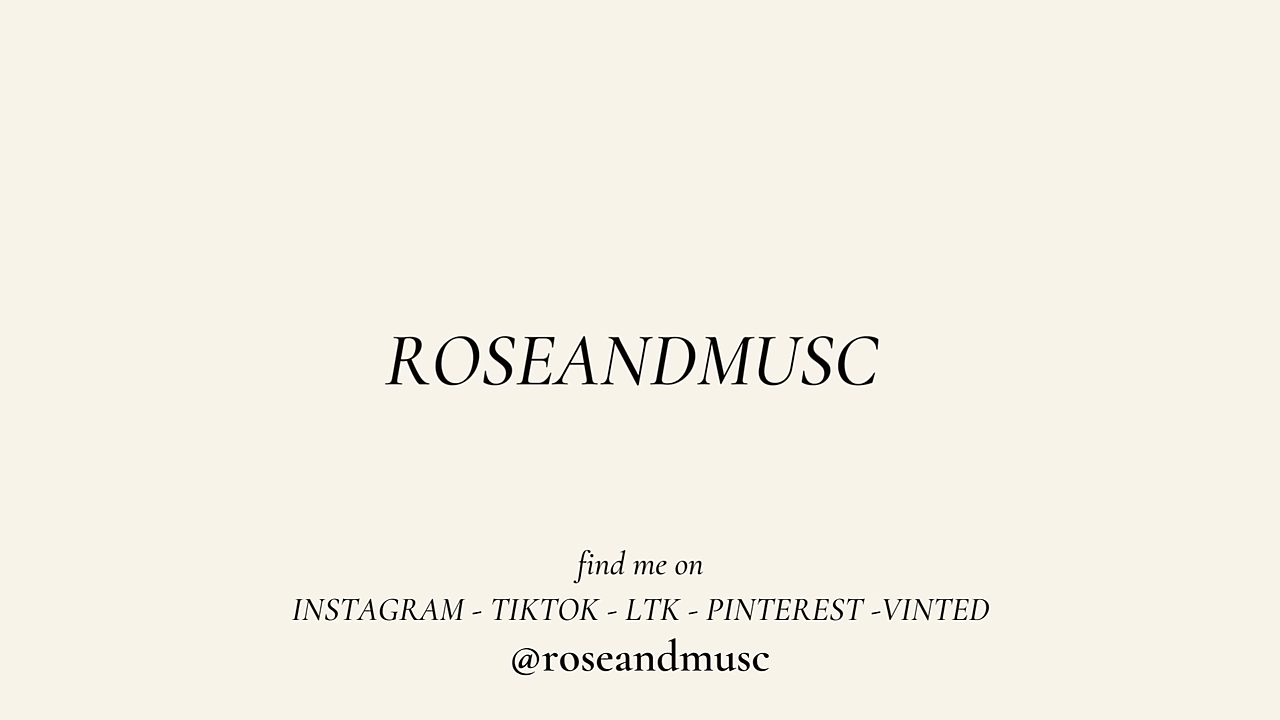 ROSEANDMUSC
find me on
INSTAGRAM - TIKTOK - LTK - PINTEREST -VINTED
@roseandmusc